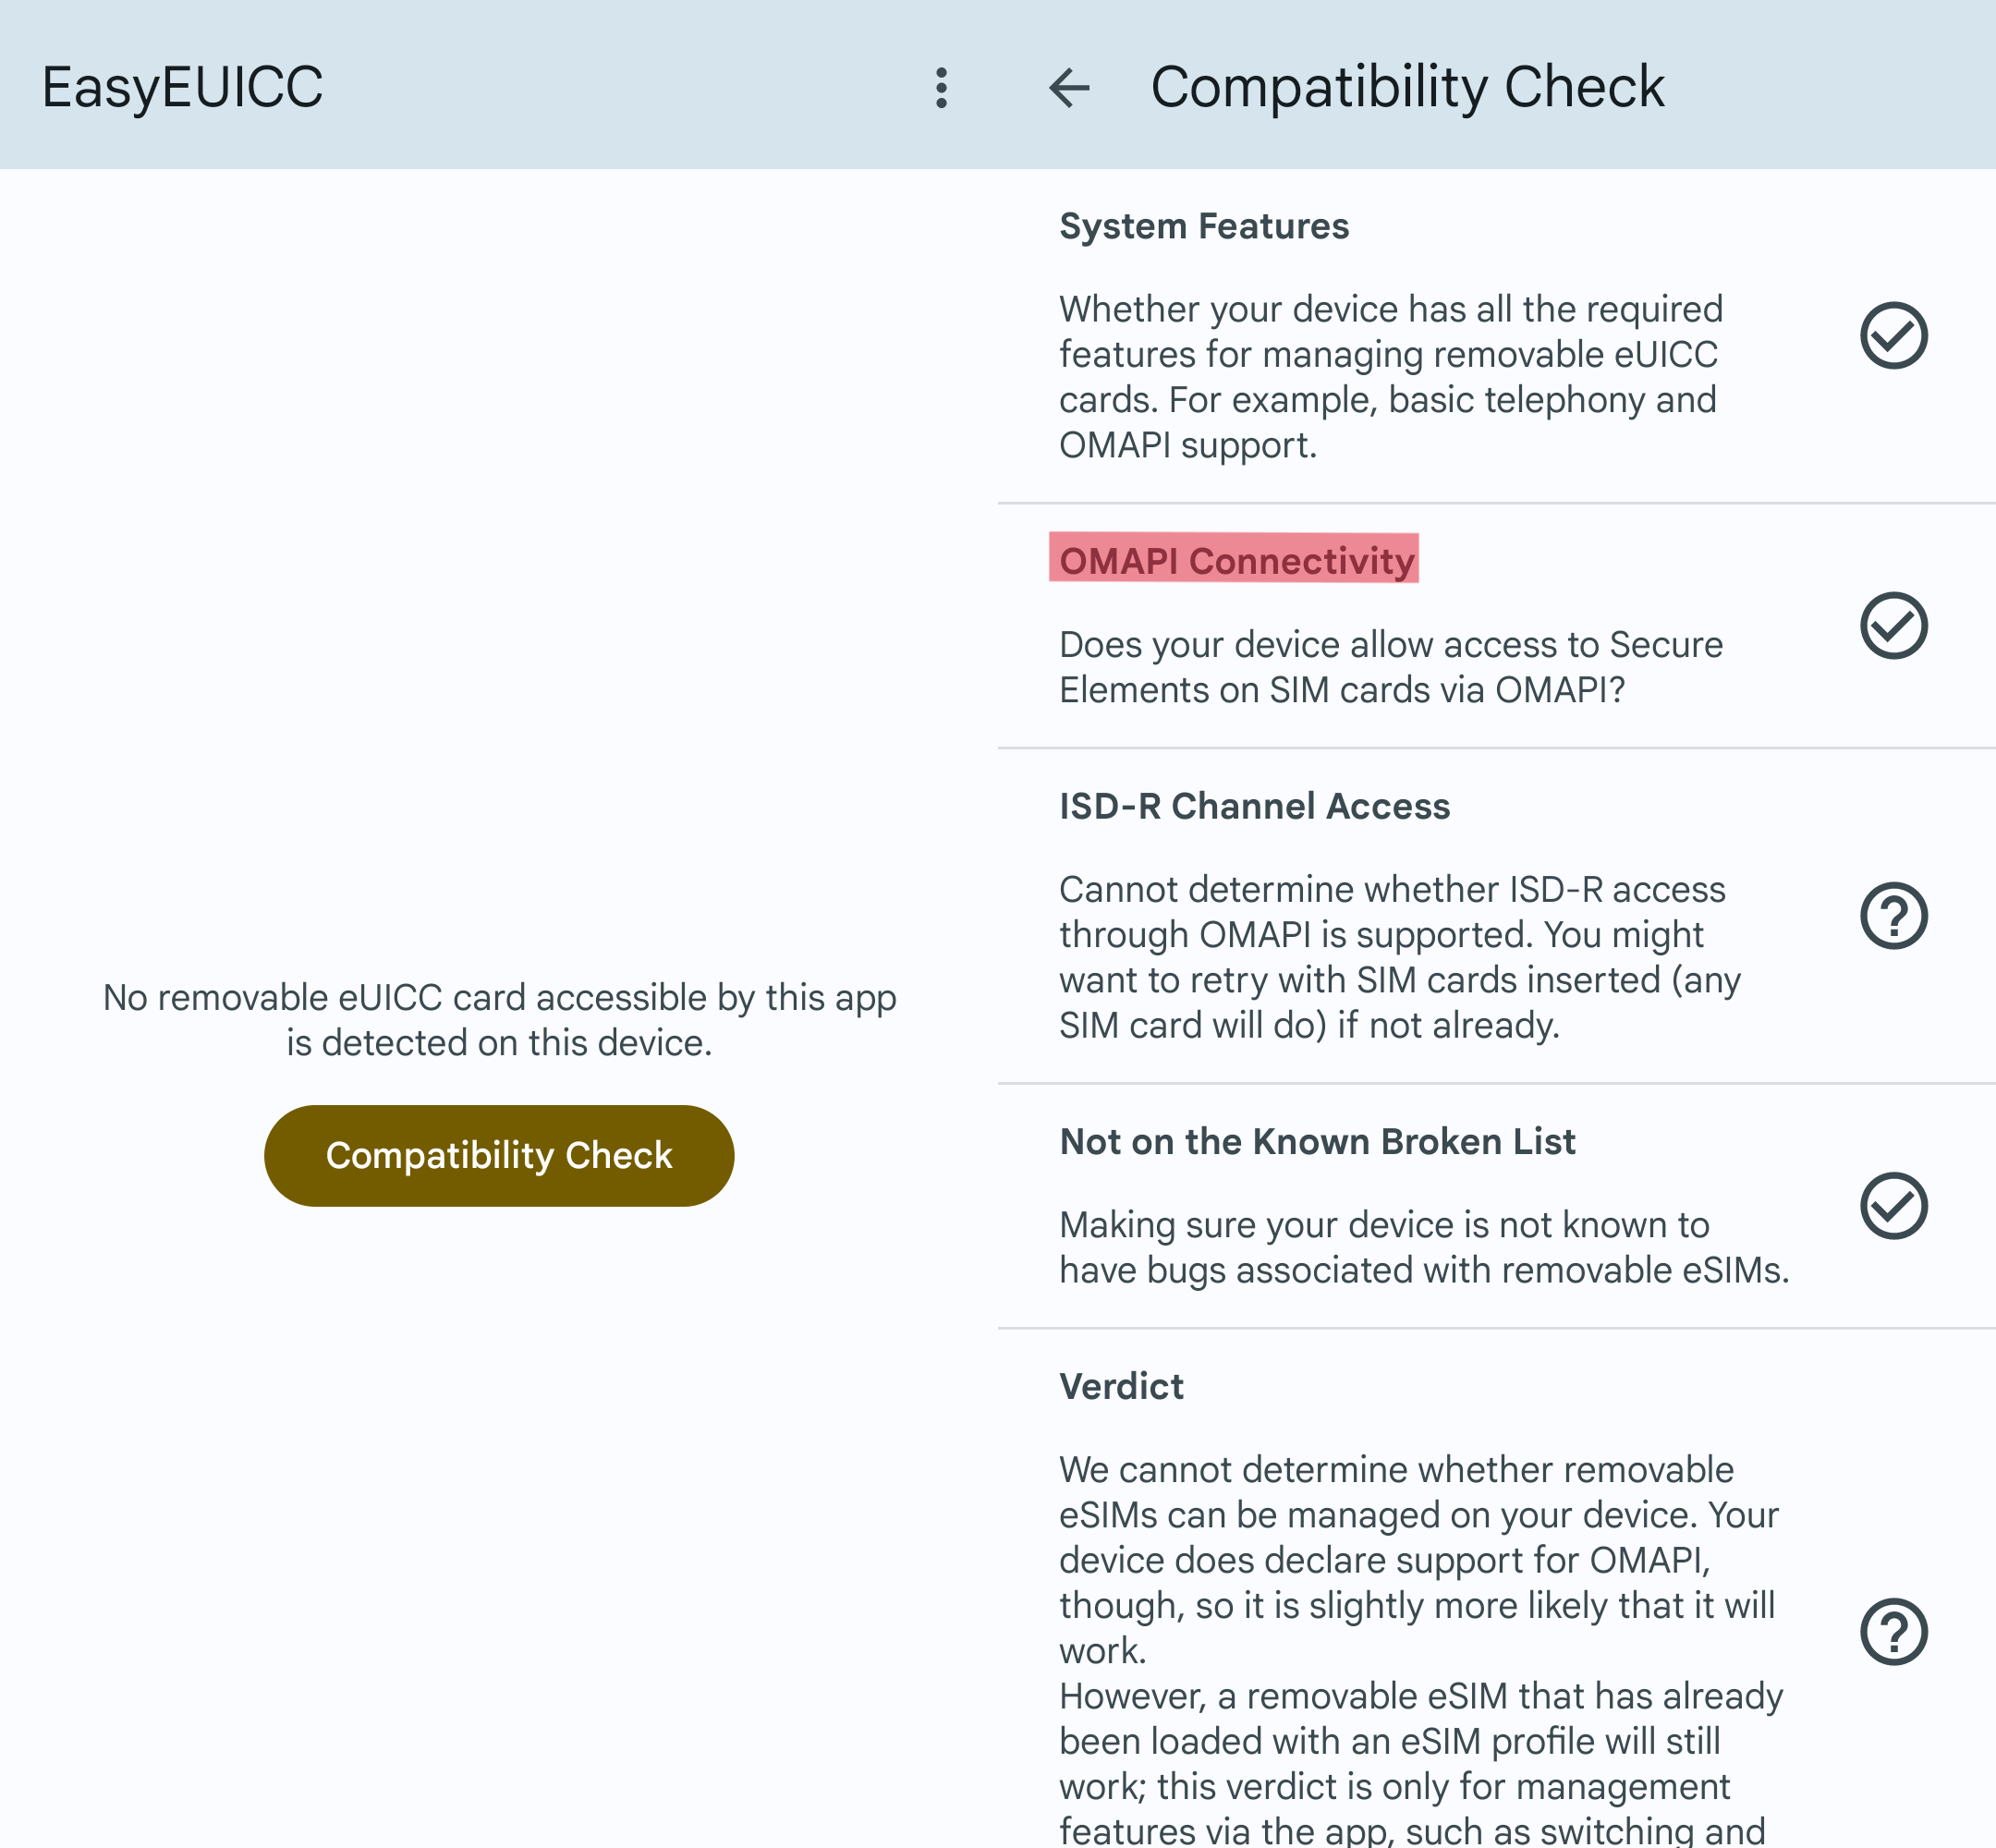 EasyEUICC
No removable eUICC card accessible by this app
is detected on this device.
Compatibility Check
Compatibility Check
System Features
Whether your device has all the required
features for managing removable eUICC
cards. For example, basic telephony and
OMAPI support.
OMAPI Connectivity
Does your device allow access to Secure
Elements on SIM cards via OMAPI?
ISD-R Channel Access
Cannot determine whether ISD-R access
through OMAPI is supported. You might
want to retry with SIM cards inserted (any
SIM card will do) if not already.
Not on the Known Broken List
Making sure your device is not known to
have bugs associated with removable eSIMs.
Verdict
We cannot determine whether removable
eSIMs can be managed on your device. Your
device does declare support for OMAPI,
though, so it is slightly more likely that it will
work.
However, a removable eSIM that has already
been loaded with an eSIM profile will still
work; this verdict is only for management
features via the app, such as switching and